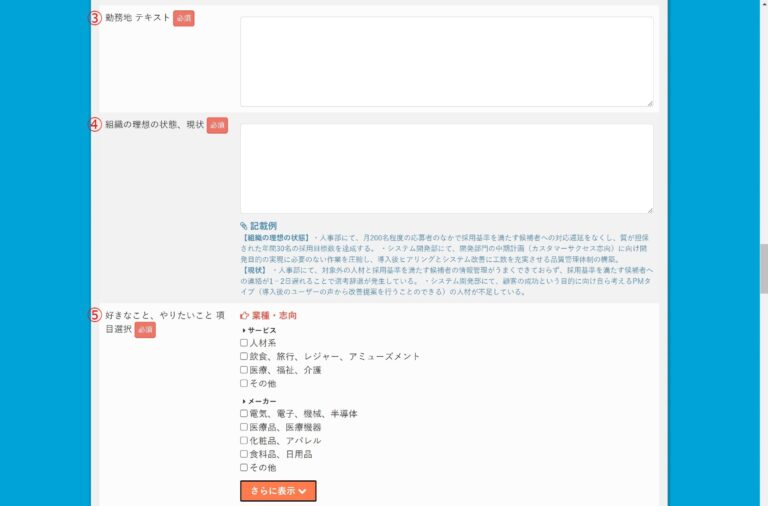 ③ 勤務地 テキスト 必須
④ 組織の理想の状態、現状 必須
記載例
【組織の理想の状態】・人事部にて、月200名程度の応募者のなかで採用基準を満たす候補者への対応遅延をなくし、質が担保
された年間30名の採用目標数を達成する。 ・システム開発部にて、開発部門の中期計画（カスタマーサクセス志向）に向け開
発目的の実現に必要のない作業を圧縮し、導入後ヒアリングとシステム改善に工数を充実させる品質管理体制の構築。
【現状】 ・人事部にて、対象外の人材と採用基準を満たす候補者の情報管理がうまくできておらず、採用基準を満たす候補者へ
の連絡が1‐2日遅れることで選考辞退が発生している。 ・システム開発部にて、顧客の成功という目的に向け自ら考えるPMタ
イプ（導入後のユーザーの声から改善提案を行うことのできる）の人材が不足している。
⑤ 好きなこと、やりたいこと 項
目選択 必須
業種・志向
サービス
人材系
飲食、旅行、レジャー、アミューズメント
医療、福祉、介護
その他
メーカー
電気、電子、機械、半導体
医療品、医療機器
化粧品、アパレル
食料品、日用品
その他
さらに表示